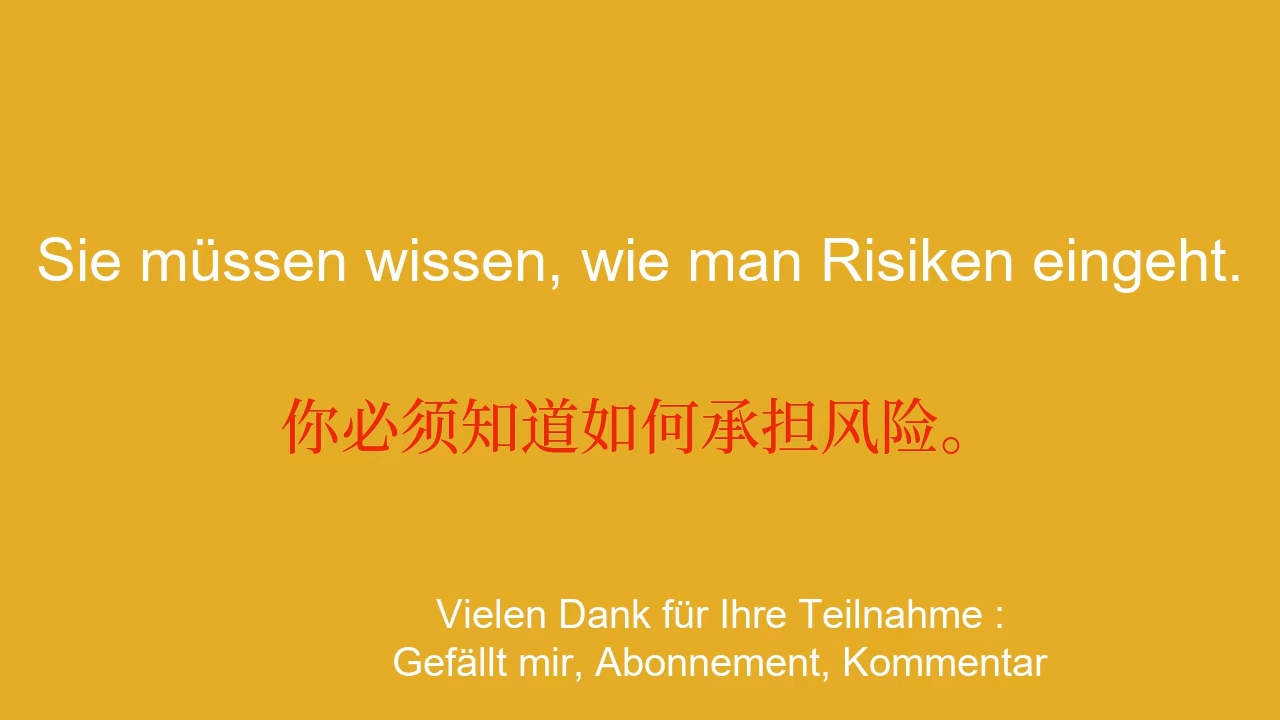 Sie müssen wissen, wie man Risiken eingeht.
你必须知道如何承担风险。
Vielen Dank für Ihre Teilnahme :
Gefällt mir, Abonnement, Kommentar